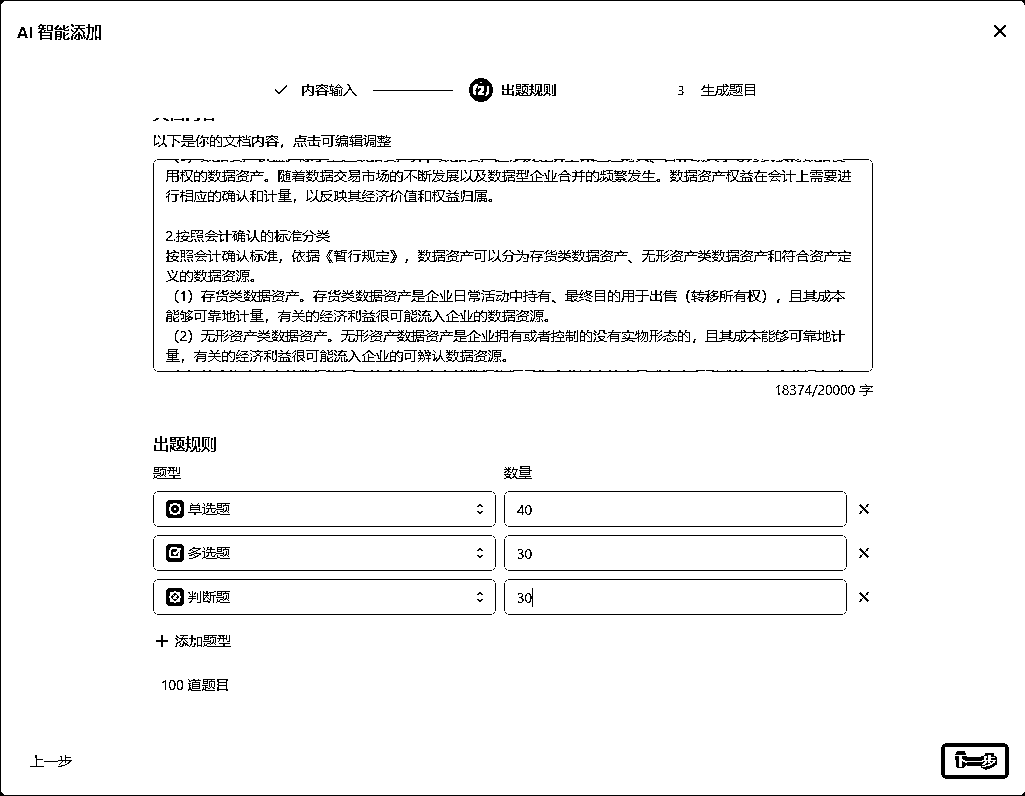 AI 智能添加
内容输入
2 出题规则
3 生成题目
以下是你的文档内容，点击可编辑调整
用权的数据资产。随着数据交易市场的不断发展以及数据型企业合并的频繁发生。数据资产权益在会计上需要进
行相应的确认和计量，以反映其经济价值和权益归属。
2.按照会计确认的标准分类
按照会计确认标准，依据《暂行规定》，数据资产可以分为存货类数据资产、无形资产类数据资产和符合资产定
义的数据资源。
（1）存货类数据资产。存货类数据资产是企业日常活动中持有、最终目的用于出售（转移所有权），且其成本
能够可靠地计量，有关的经济利益很可能流入企业的数据资源。
（2）无形资产类数据资产。无形资产数据资产是企业拥有或者控制的没有实物形态的，且其成本能够可靠地计
量，有关的经济利益很可能流入企业的可辨认数据资源。
18374/20000 字
出题规则
题型
数量
单选题
40
多选题
30
判断题
30
添加题型
100 道题目
上一步
下一步